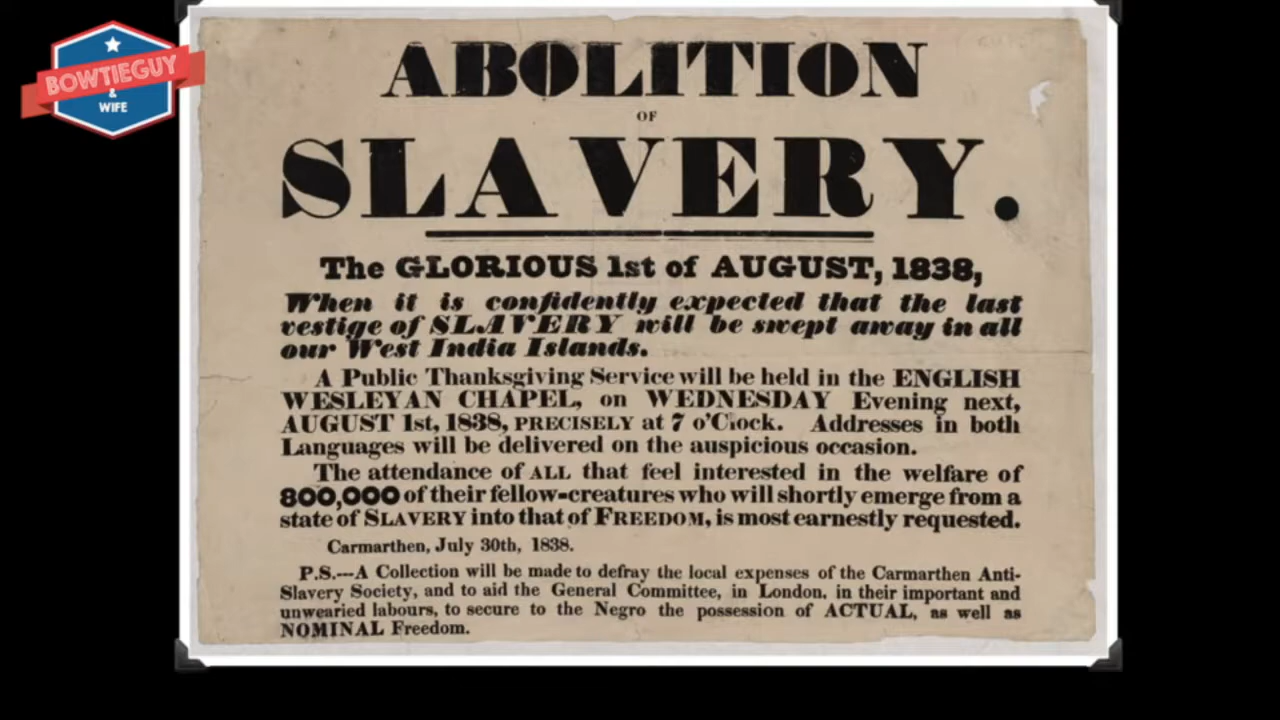 BOWTIEGUY
&
WIFE
ABOLITION
OF
SLAVERY.
The GLORIOUS 1st of AUGUST, 1838,
When it is confidently expected that the last
vestige of SLAVERY will be swept away in all
our West India Islands.
A Public Thanksgiving Service will be held in the ENGLISH
WESLEYAN CHAPEL, on WEDNESDAY Evening next,
AUGUST 1st, 1838, PRECISELY at 7 o'Clock. Addresses in both
Languages will be delivered on the auspicious occasion.
The attendance of ALL that feel interested in the welfare of
800,000 of their fellow-creatures who will shortly emerge from a
state of SLAVERY into that of FREEDOM, is most earnestly requested.
Carmarthen, July 30th, 1838.
P.S.---A Collection will be made to defray the local expenses of the Carmarthen Anti-
Slavery Society, and to aid the General Committee, in London, in their important and
unwearied labours, to secure to the Negro the possession of ACTUAL, as well as
NOMINAL Freedom.